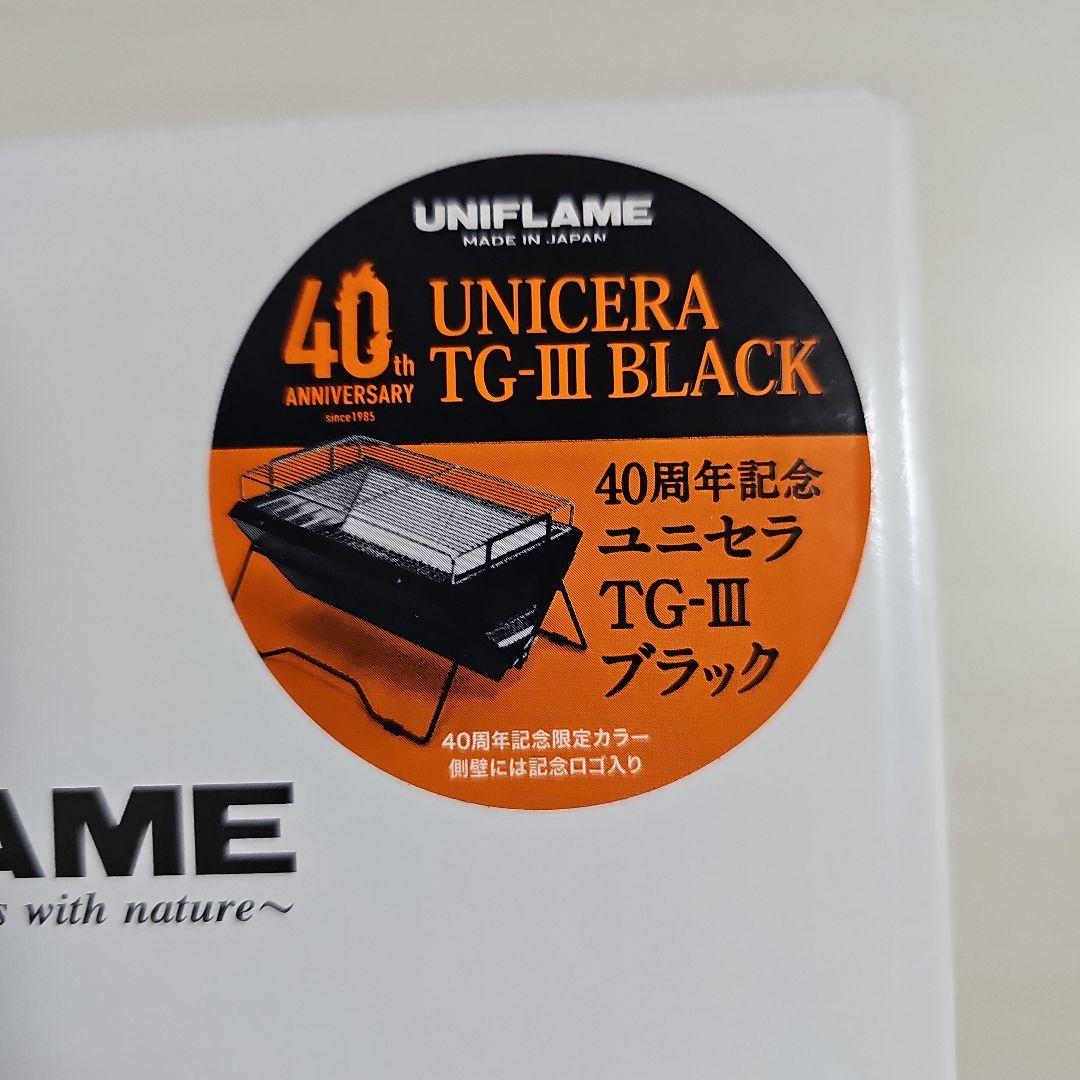 UNIFLAME
MADE IN JAPAN
40th
ANNIVERSARY
since1985
UNICERA
TG-III BLACK
40周年記念
ユニセラ
TG-III
ブラック
40周年記念限定カラー
側壁には記念ロゴ入り
AME
with nature~